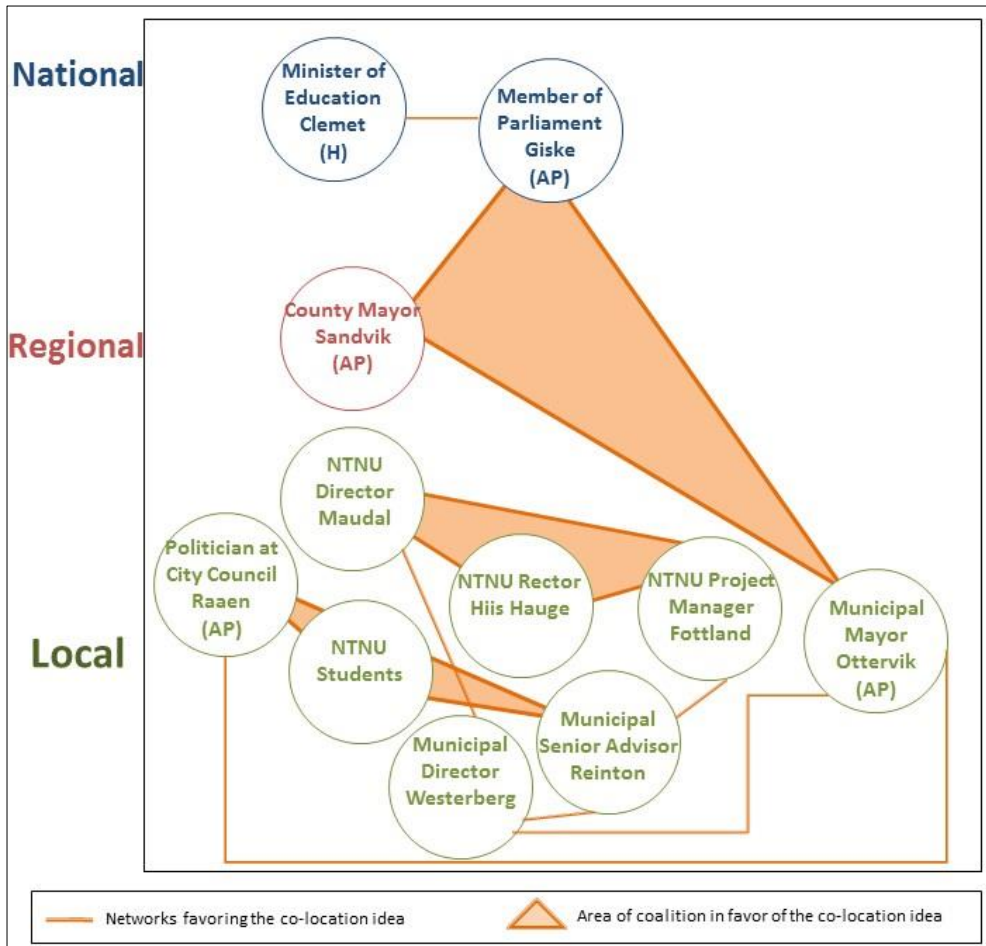 National
Minister of
Education
Clemet
(H)
Member of
Parliament
Giske
(AP)
Regional
County Mayor
Sandvik
(AP)
Local
NTNU
Director
Maudal
Politician at
City Council
Raaen
(AP)
NTNU Rector
Hiis Hauge
NTNU Project
Manager
Fottland
Municipal
Mayor
Ottervik
(AP)
NTNU
Students
Municipal
Senior Advisor
Reinton
Municipal
Director
Westerberg
Networks favoring the co-location idea
Area of coalition in favor of the co-location idea